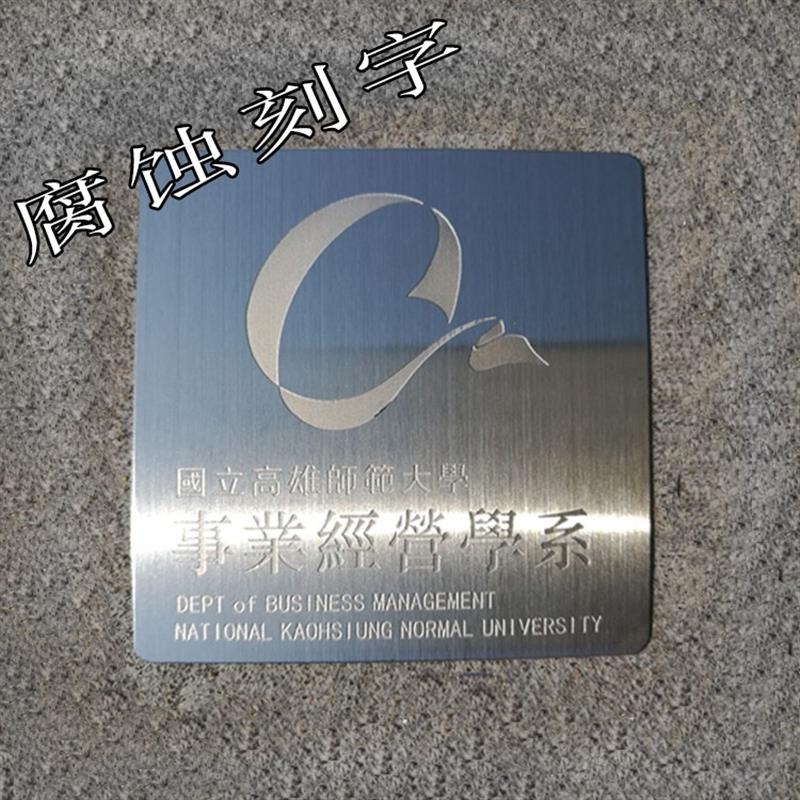 腐蚀刻字
國立高雄師範大學
事業經營學系
DEPT of BUSINESS MANAGEMENT
NATIONAL KAOHSIUNG NORMAL UNIVERSITY